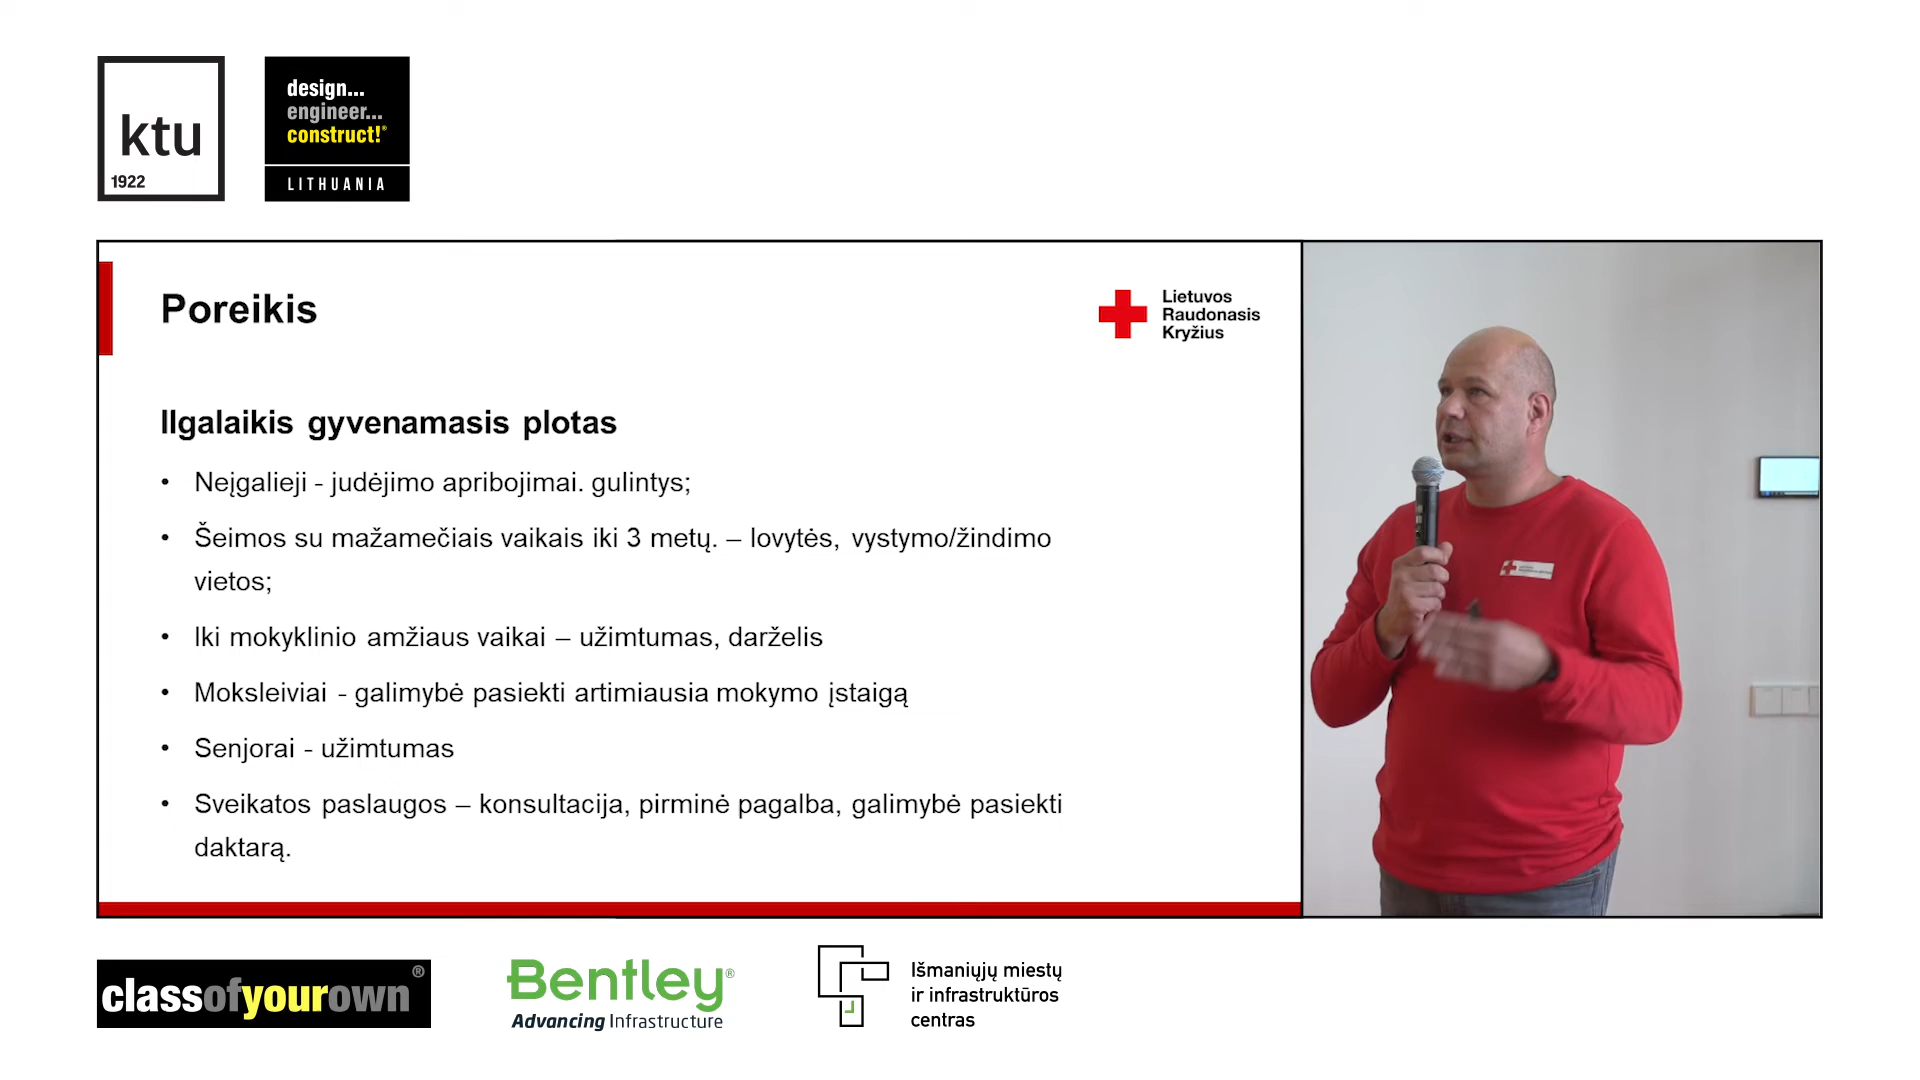 ktu
1922
design...
engineer...
construct!®
LITHUANIA
Poreikis
Lietuvos
Raudonasis
Kryžius
Ilgalaikis gyvenamasis plotas
• Neįgalieji - judėjimo apribojimai. gulintys;
• Šeimos su mažamečiais vaikais iki 3 metų. – lovytės, vystymo/žindimo
vietos;
• Iki mokyklinio amžiaus vaikai – užimtumas, darželis
• Moksleiviai - galimybė pasiekti artimiausia mokymo įstaigą
• Senjorai - užimtumas
• Sveikatos paslaugos – konsultacija, pirminė pagalba, galimybė pasiekti
daktarą.
classofyourown®
Bentley®
Advancing Infrastructure
Išmaniųjų miestų
ir infrastruktūros
centras